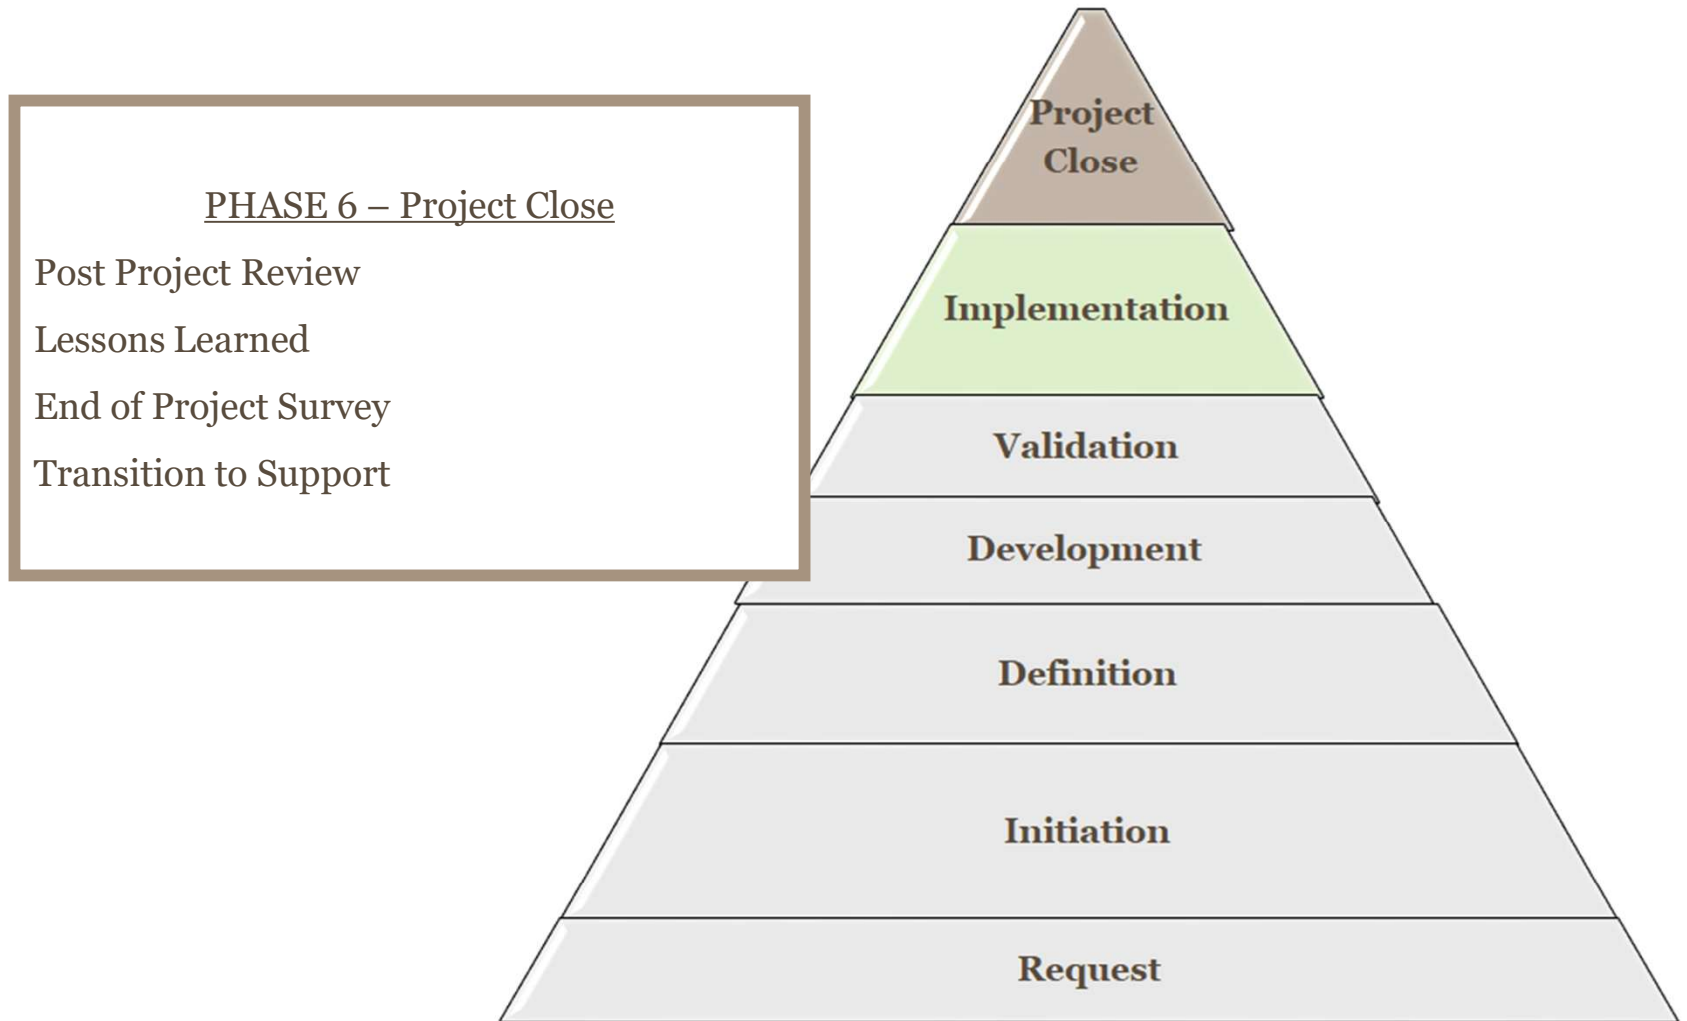 PHASE 6 – Project Close
Post Project Review
Lessons Learned
End of Project Survey
Transition to Support
Project
Close
Implementation
Validation
Development
Definition
Initiation
Request